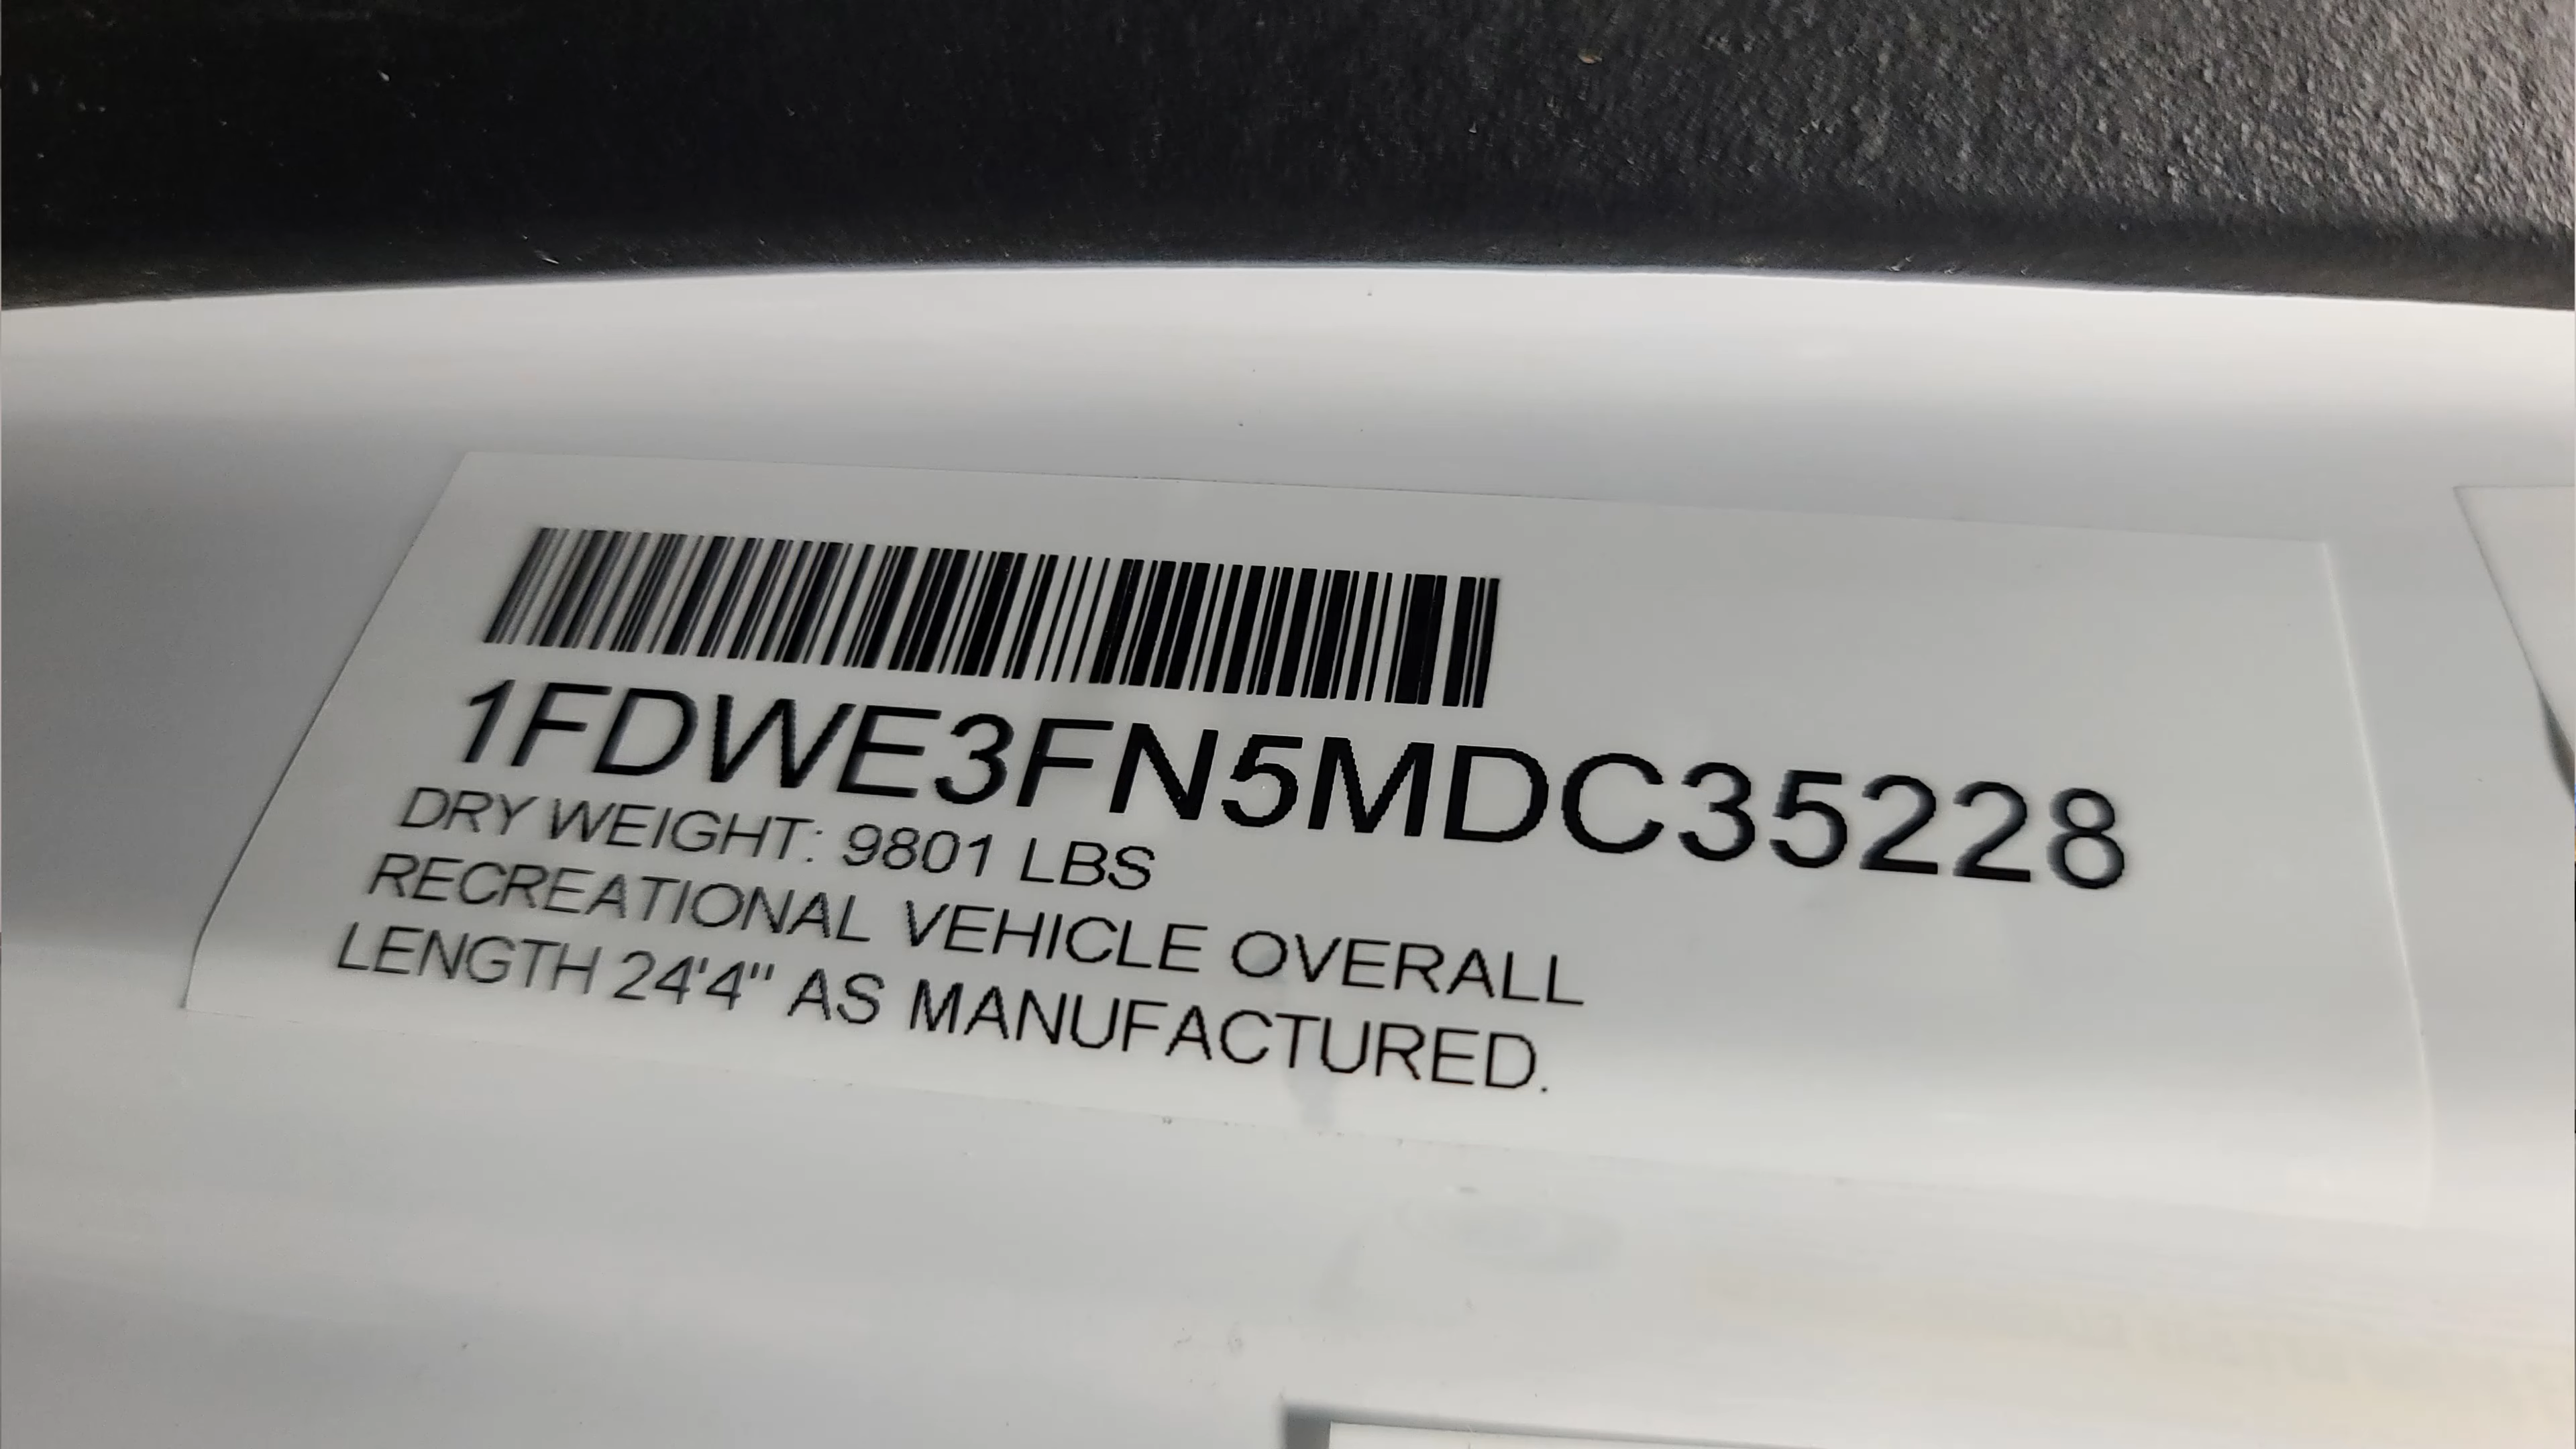 1FDWE3FN5MDC35228
DRY WEIGHT: 9801 LBS
RECREATIONAL VEHICLE OVERALL
LENGTH 24'4" AS MANUFACTURED.